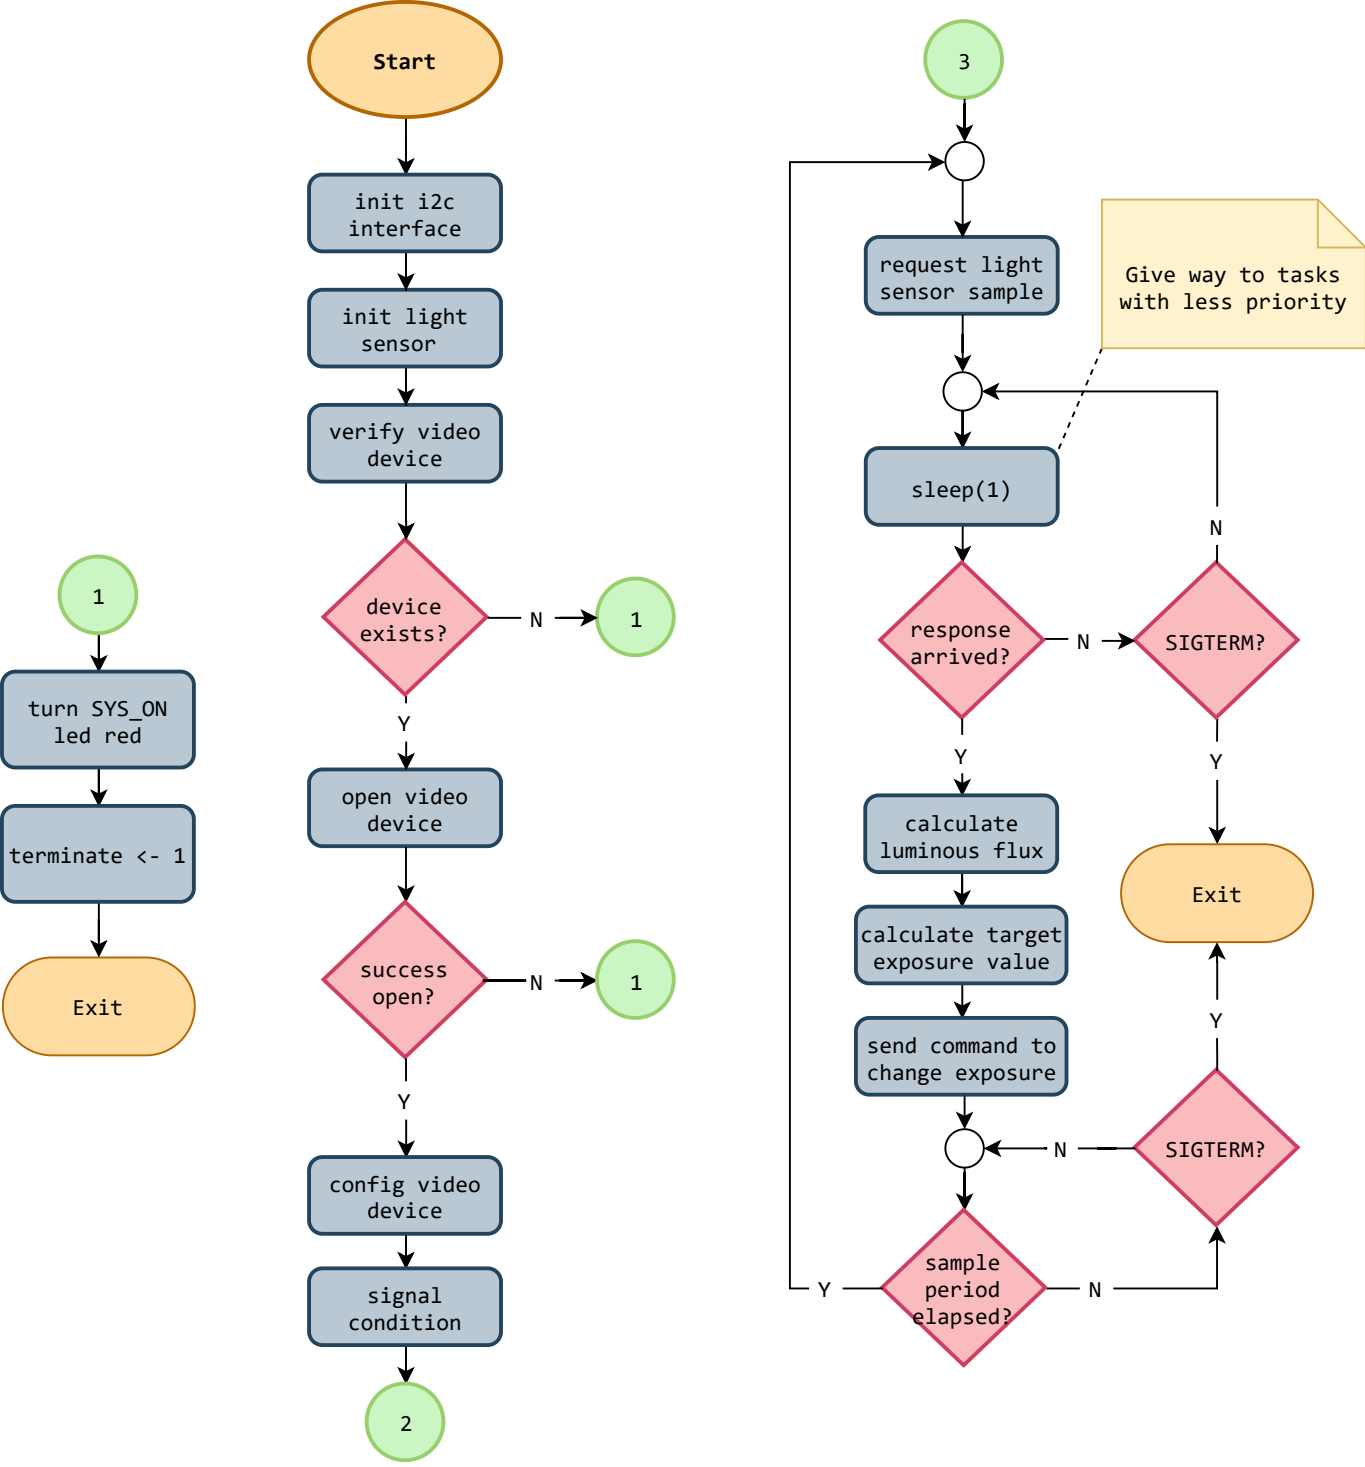 Start
init i2c
interface
init light
sensor
verify video
device
device
exists?
N
1
Y
open video
device
success
open?
N
1
Y
config video
device
signal
condition
2
1
turn SYS_ON
led red
terminate <- 1
Exit
3
request light
sensor sample
Give way to tasks
with less priority
sleep(1)
response
arrived?
N
SIGTERM?
N
Y
Y
calculate
luminous flux
Exit
calculate target
exposure value
send command to
change exposure
Y
SIGTERM?
N
sample
period
elapsed?
N
Y